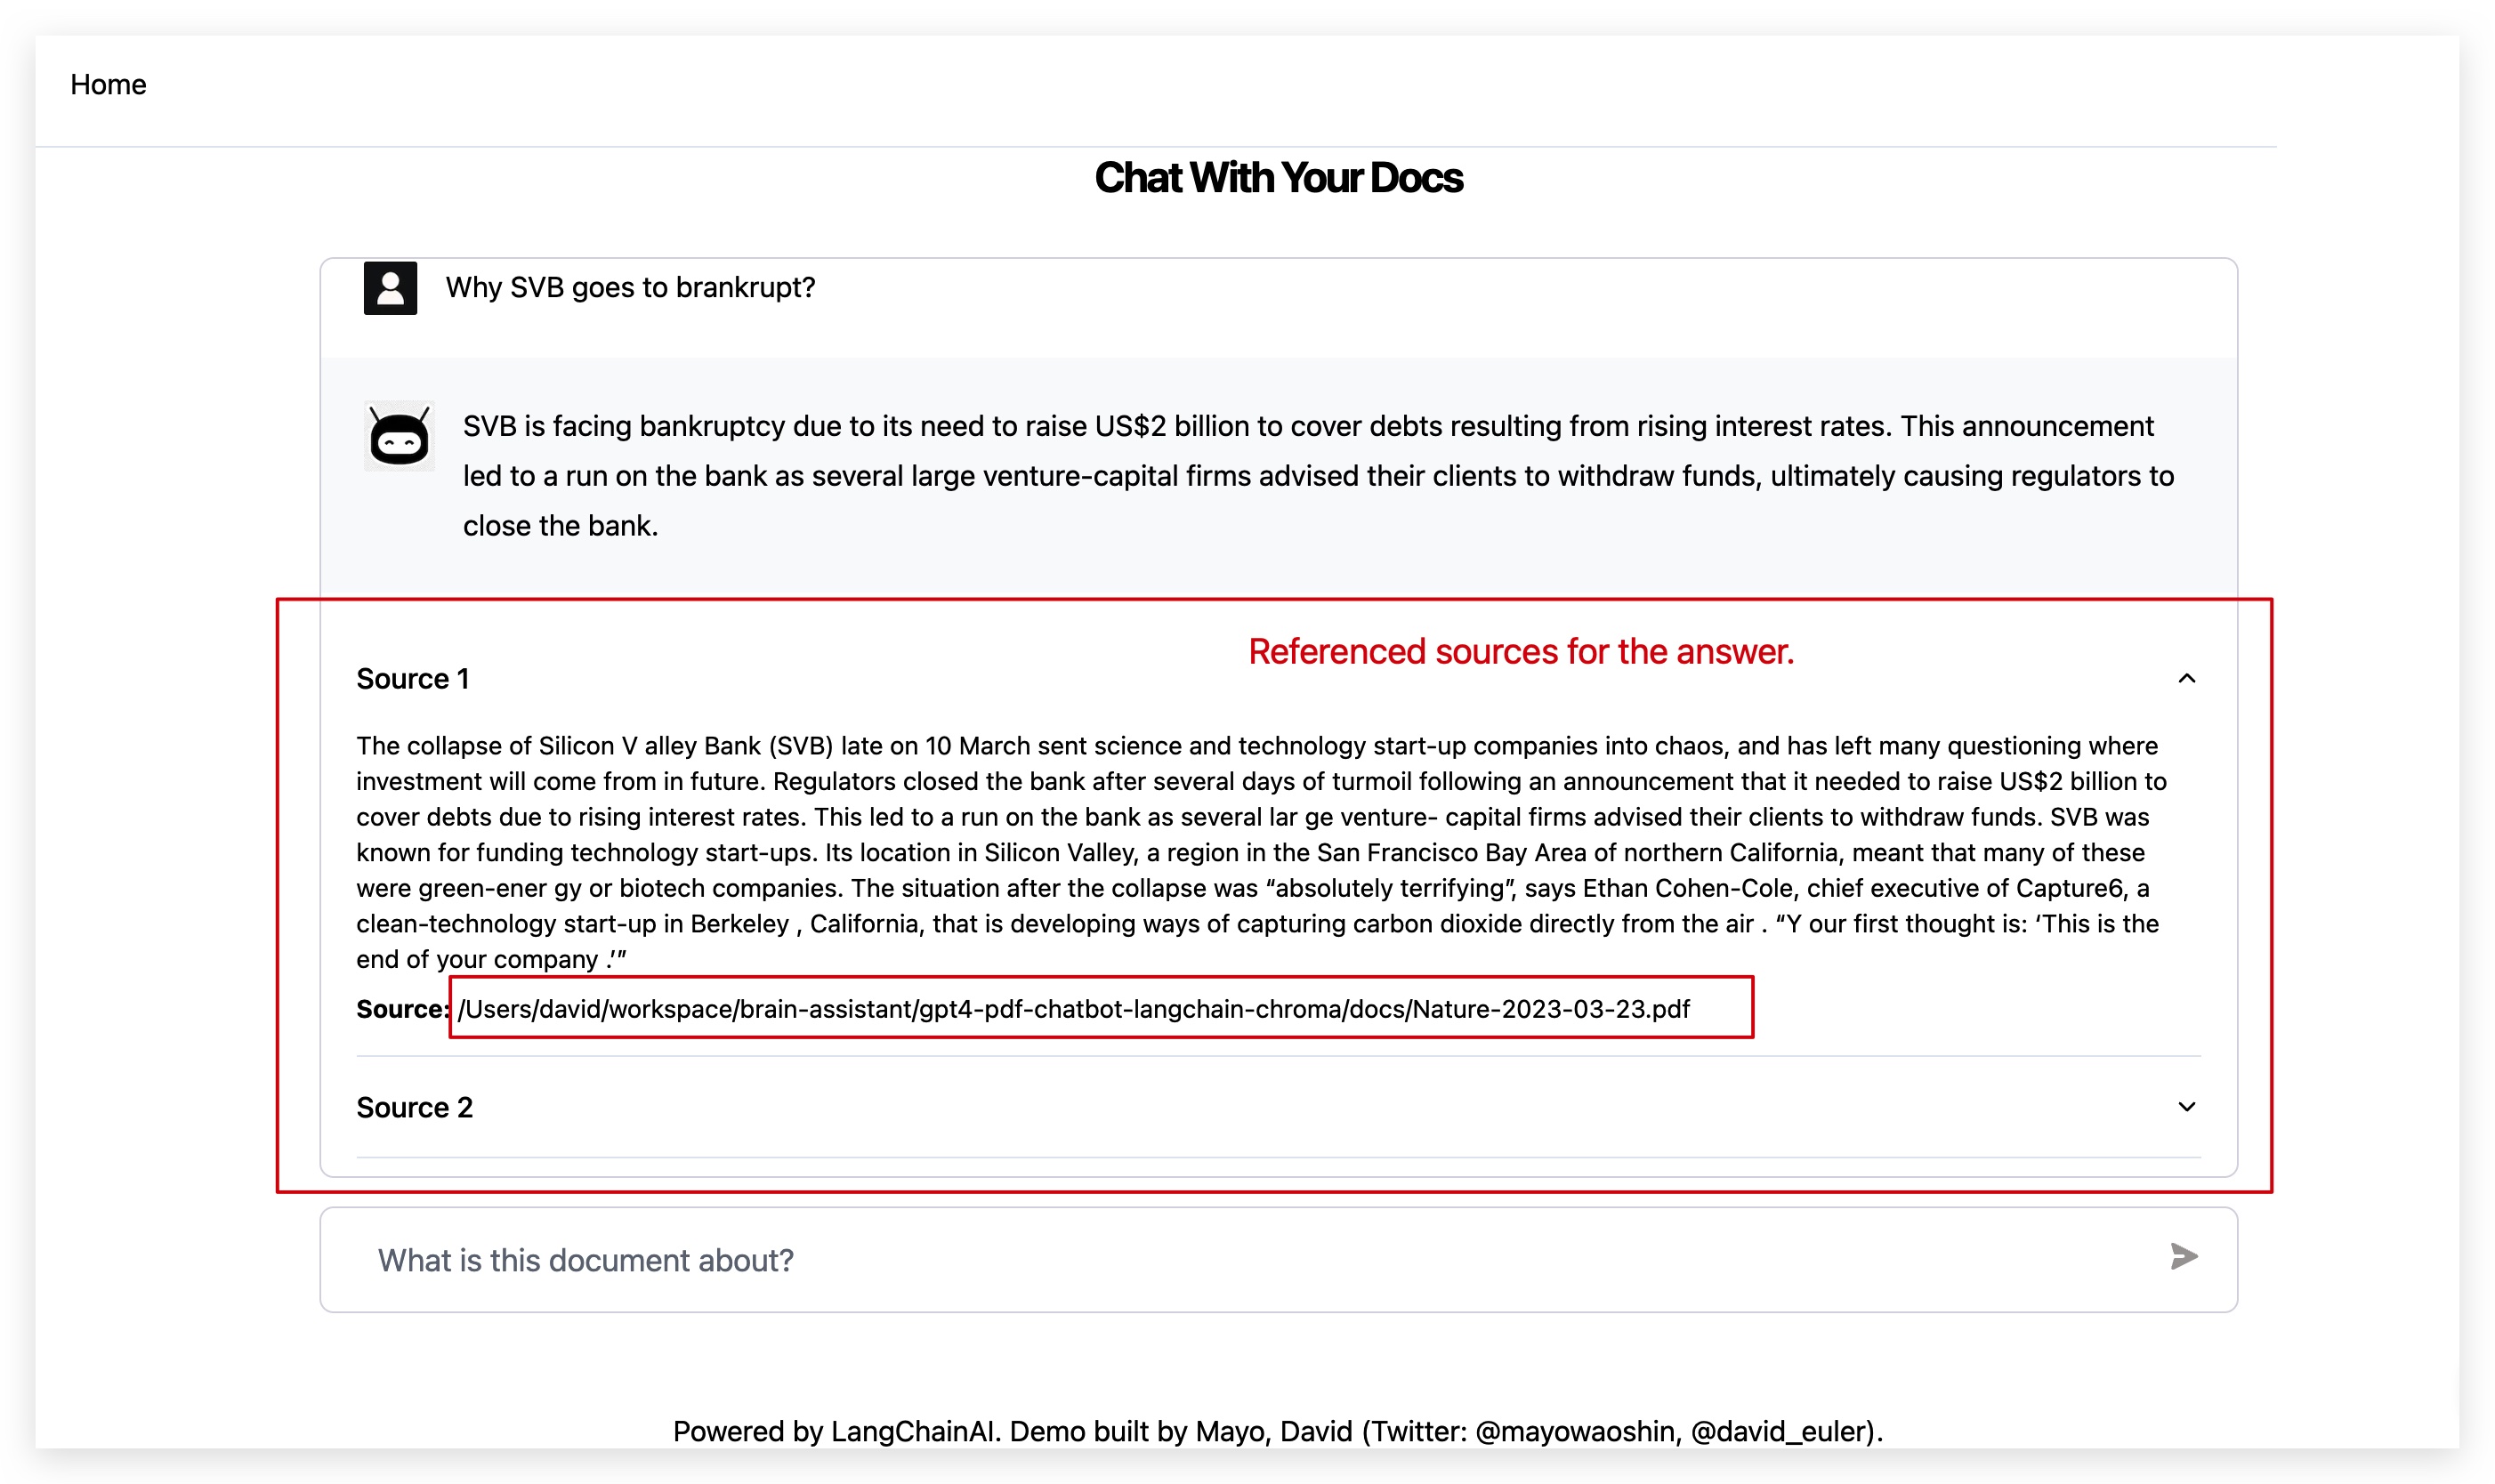 Home
Chat With Your Docs
Why SVB goes to brankrupt?
SVB is facing bankruptcy due to its need to raise US$2 billion to cover debts resulting from rising interest rates. This announcement
led to a run on the bank as several large venture-capital firms advised their clients to withdraw funds, ultimately causing regulators to
close the bank.
Referenced sources for the answer.
Source 1
The collapse of Silicon V alley Bank (SVB) late on 10 March sent science and technology start-up companies into chaos, and has left many questioning where
investment will come from in future. Regulators closed the bank after several days of turmoil following an announcement that it needed to raise US$2 billion to
cover debts due to rising interest rates. This led to a run on the bank as several lar ge venture- capital firms advised their clients to withdraw funds. SVB was
known for funding technology start-ups. Its location in Silicon Valley, a region in the San Francisco Bay Area of northern California, meant that many of these
were green-ener gy or biotech companies. The situation after the collapse was “absolutely terrifying”, says Ethan Cohen-Cole, chief executive of Capture6, a
clean-technology start-up in Berkeley , California, that is developing ways of capturing carbon dioxide directly from the air . “Y our first thought is: ‘This is the
end of your company .’”
Source: /Users/david/workspace/brain-assistant/gpt4-pdf-chatbot-langchain-chroma/docs/Nature-2023-03-23.pdf
Source 2
What is this document about?
Powered by LangChainAI. Demo built by Mayo, David (Twitter: @mayowaoshin, @david_euler).